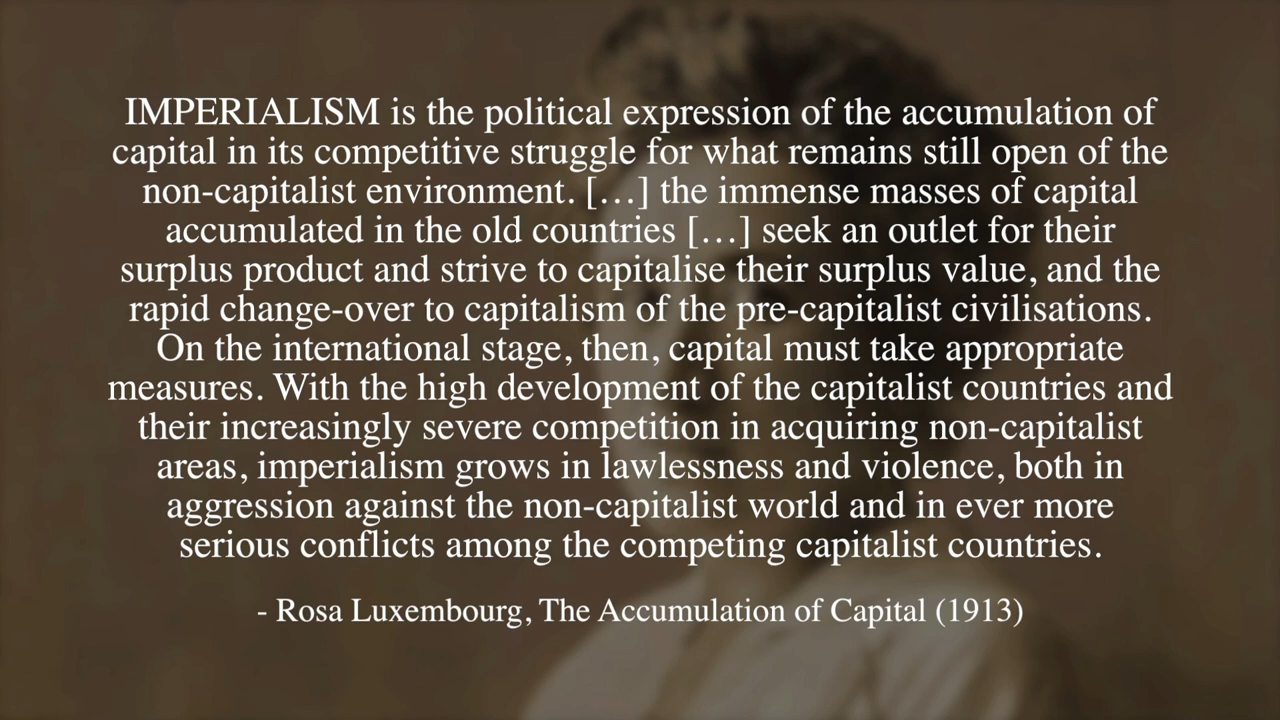 IMPERIALISM is the political expression of the accumulation of
capital in its competitive struggle for what remains still open of the
non-capitalist environment. […] the immense masses of capital
accumulated in the old countries […] seek an outlet for their
surplus product and strive to capitalise their surplus value, and the
rapid change-over to capitalism of the pre-capitalist civilisations.
On the international stage, then, capital must take appropriate
measures. With the high development of the capitalist countries and
their increasingly severe competition in acquiring non-capitalist
areas, imperialism grows in lawlessness and violence, both in
aggression against the non-capitalist world and in ever more
serious conflicts among the competing capitalist countries.
- Rosa Luxembourg, The Accumulation of Capital (1913)